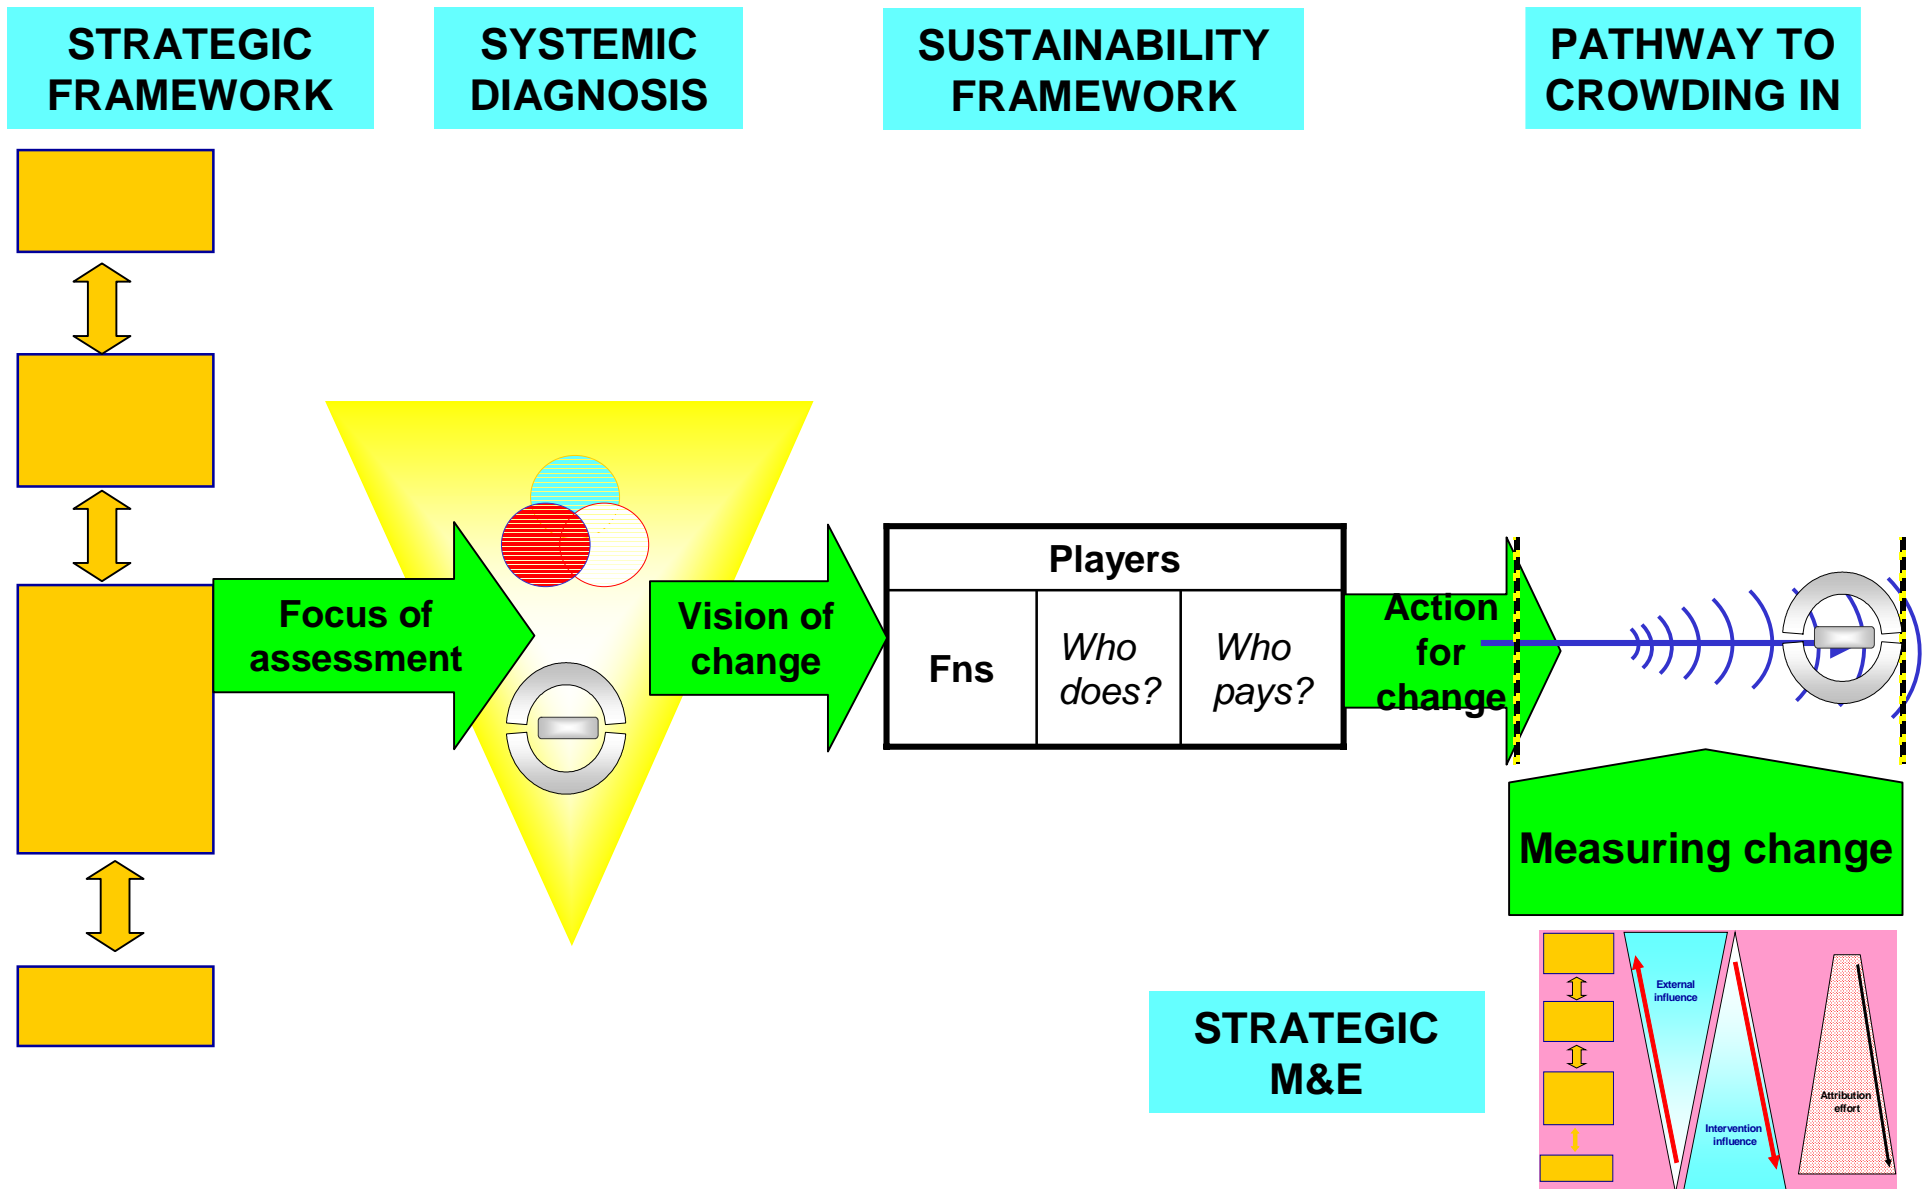 STRATEGIC
FRAMEWORK
SYSTEMIC
DIAGNOSIS
SUSTAINABILITY
FRAMEWORK
PATHWAY TO
CROWDING IN
Focus of
assessment
Vision of
change
Players
Fns
Who
does?
Who
pays?
Action
for
change
Measuring change
STRATEGIC
M&E
External
influence
Intervention
influence
Attribution
effort